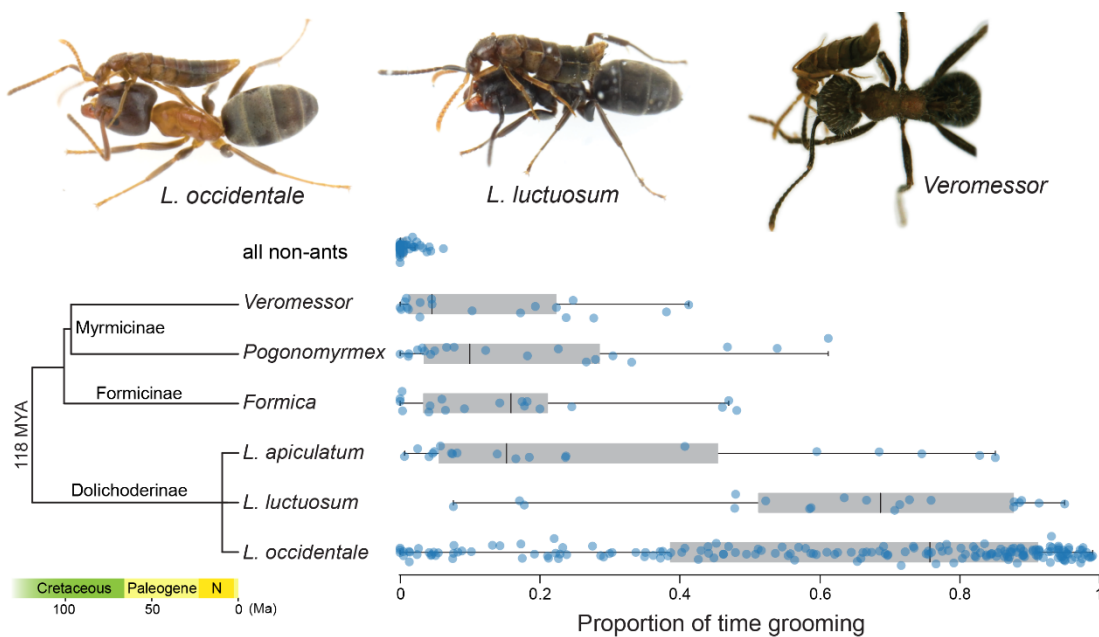 L. occidentale
L. luctuosum
Veromessor
all non-ants
Veromessor
Myrmicinae
Pogonomyrmex
Formicinae
Formica
118 MYA
L. apiculatum
Dolichoderinae
L. luctuosum
L. occidentale
Cretaceous Paleogene N
100 50 0 (Ma)
0 0.2 0.4 0.6 0.8 1
Proportion of time grooming